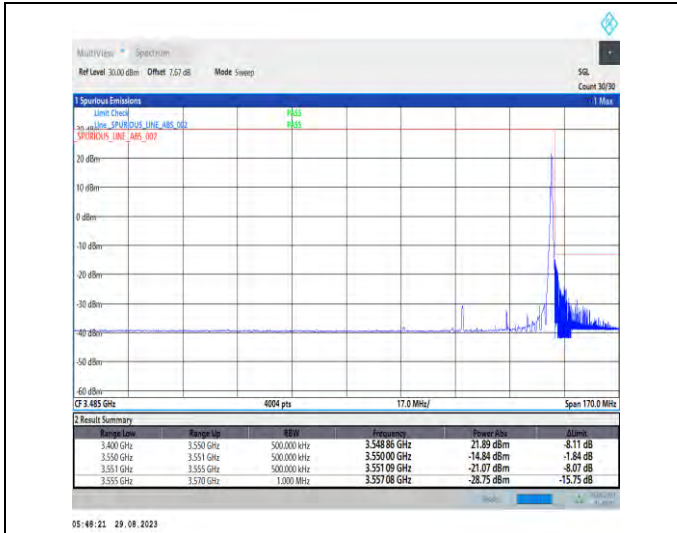 MultiView Spectrum
Ref Level 30.00 dBm Offset 7.67 dB Mode Sweep SGL
Count 30/30
1 Spurious Emissions 1 Max
Limit Check PASS
Line _SPURIOUS_LINE_ABS_002 PASS
_SPURIOUS_LINE_ABS_002
20 dBm
10 dBm
0 dBm
-10 dBm
-20 dBm
-30 dBm
-40 dBm
-50 dBm
-60 dBm
CF 3.485 GHz 4004 pts 17.0 MHz/ Span 170.0 MHz
2 Result Summary
Range Low Range Up RBW Frequency Power Abs ΔLimit
3.400 GHz 3.550 GHz 500.000 kHz 3.548 86 GHz 21.89 dBm -8.11 dB
3.550 GHz 3.551 GHz 500.000 kHz 3.550 00 GHz -14.84 dBm -1.84 dB
3.551 GHz 3.555 GHz 500.000 kHz 3.551 09 GHz -21.07 dBm -8.07 dB
3.555 GHz 3.570 GHz 1.000 MHz 3.557 08 GHz -28.75 dBm -15.75 dB
05:48:21 29.08.2023